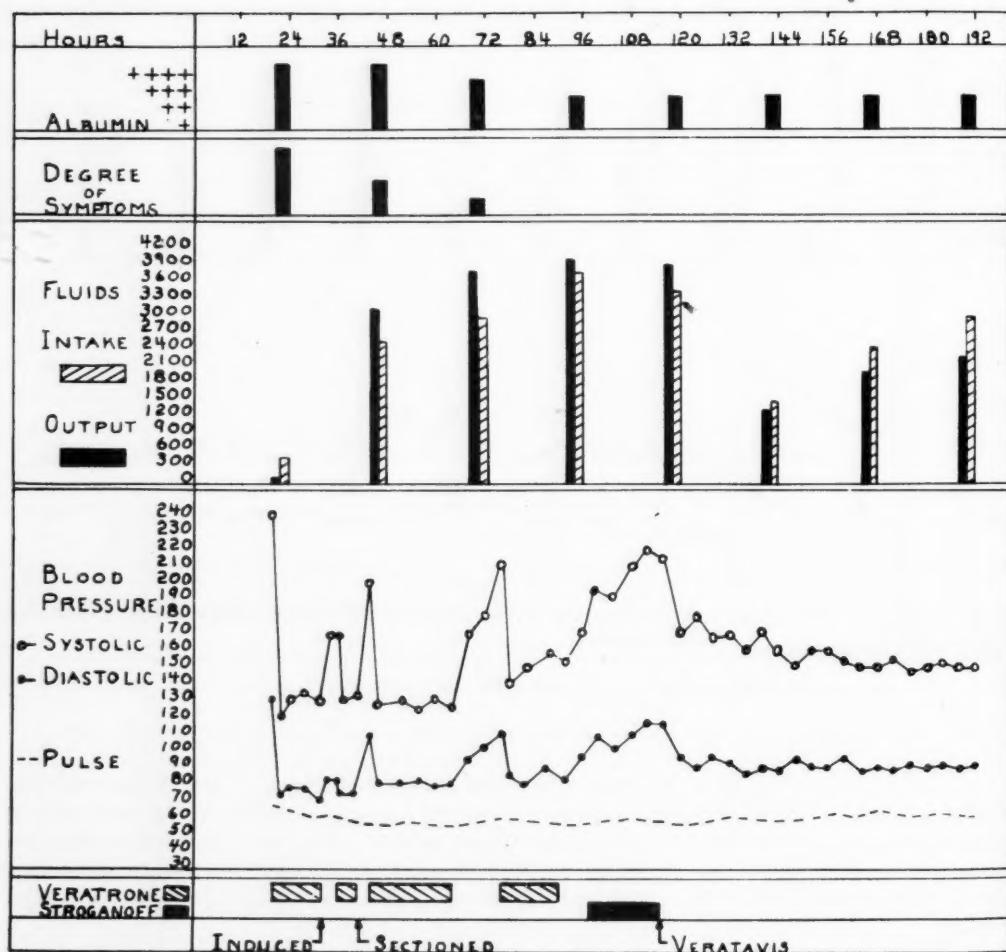 HOURS 12 24 36 48 60 72 84 96 108 120 132 144 156 168 180 192
++++
+++
++
ALBUMIN +
DEGREE
OF
SYMPTOMS
4200
3900
FLUIDS 3600
3300
3000
2700
INTAKE 2400
2100
1800
1500
1200
OUTPUT 900
600
300
0
240
230
220
210
BLOOD 200
190
PRESSURE 180
170
SYSTOLIC 160
150
DIASTOLIC 140
130
120
110
100
---PULSE 90
80
70
60
50
40
30
VERATRONE
STROGANOFF
INDUCED SECTIONED VERATAVIS